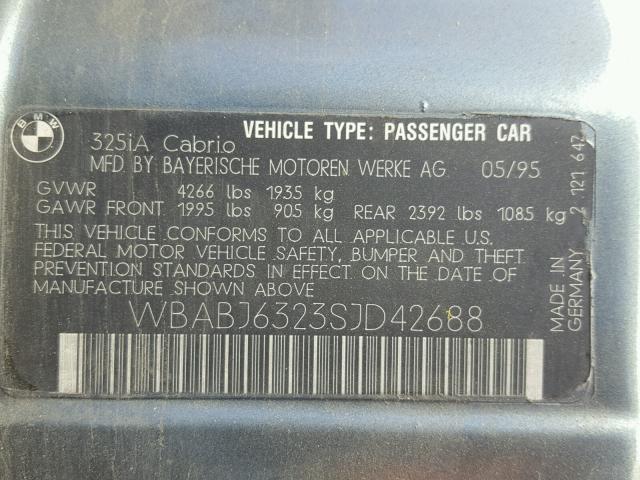 BMW
325iA Cabrio
VEHICLE TYPE: PASSENGER CAR
MFD. BY BAYERISCHE MOTOREN WERKE AG 05/95
GVWR 4266 lbs 1935 kg
GAWR FRONT 1995 lbs 905 kg REAR 2392 lbs 1085 kg
THIS VEHICLE CONFORMS TO ALL APPLICABLE U.S.
FEDERAL MOTOR VEHICLE SAFETY, BUMPER AND THEFT
PREVENTION STANDARDS IN EFFECT ON THE DATE OF
MANUFACTURE SHOWN ABOVE.
WBABJ6323SJD42688
MADE IN
GERMANY
2 121 642